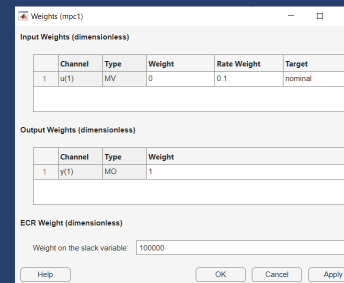 Weights (mpc1)
Input Weights (dimensionless)
Channel Type Weight Rate Weight Target
1 u(1) MV 0 0.1 nominal
Output Weights (dimensionless)
Channel Type Weight
1 y(1) MO 1
ECR Weight (dimensionless)
Weight on the slack variable: 100000
Help OK Cancel Apply